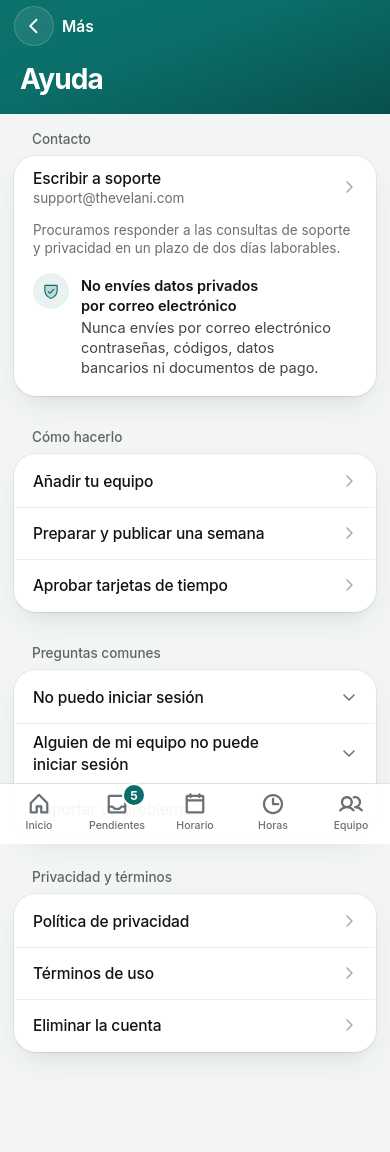 Más
Ayuda
Contacto
Escribir a soporte
support@thevelani.com
Procuramos responder a las consultas de soporte
y privacidad en un plazo de dos días laborables.
No envíes datos privados
por correo electrónico
Nunca envíes por correo electrónico
contraseñas, códigos, datos
bancarios ni documentos de pago.
Cómo hacerlo
Añadir tu equipo
Preparar y publicar una semana
Aprobar tarjetas de tiempo
Preguntas comunes
No puedo iniciar sesión
Alguien de mi equipo no puede
iniciar sesión
5
Inicio
Pendientes
Horario
Horas
Equipo
Privacidad y términos
Política de privacidad
Términos de uso
Eliminar la cuenta